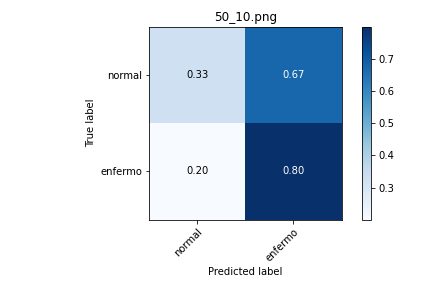 50_10.png
True label
normal
0.33
0.67
enfermo
0.20
0.80
normal
enfermo
Predicted label
0.7
0.6
0.5
0.4
0.3